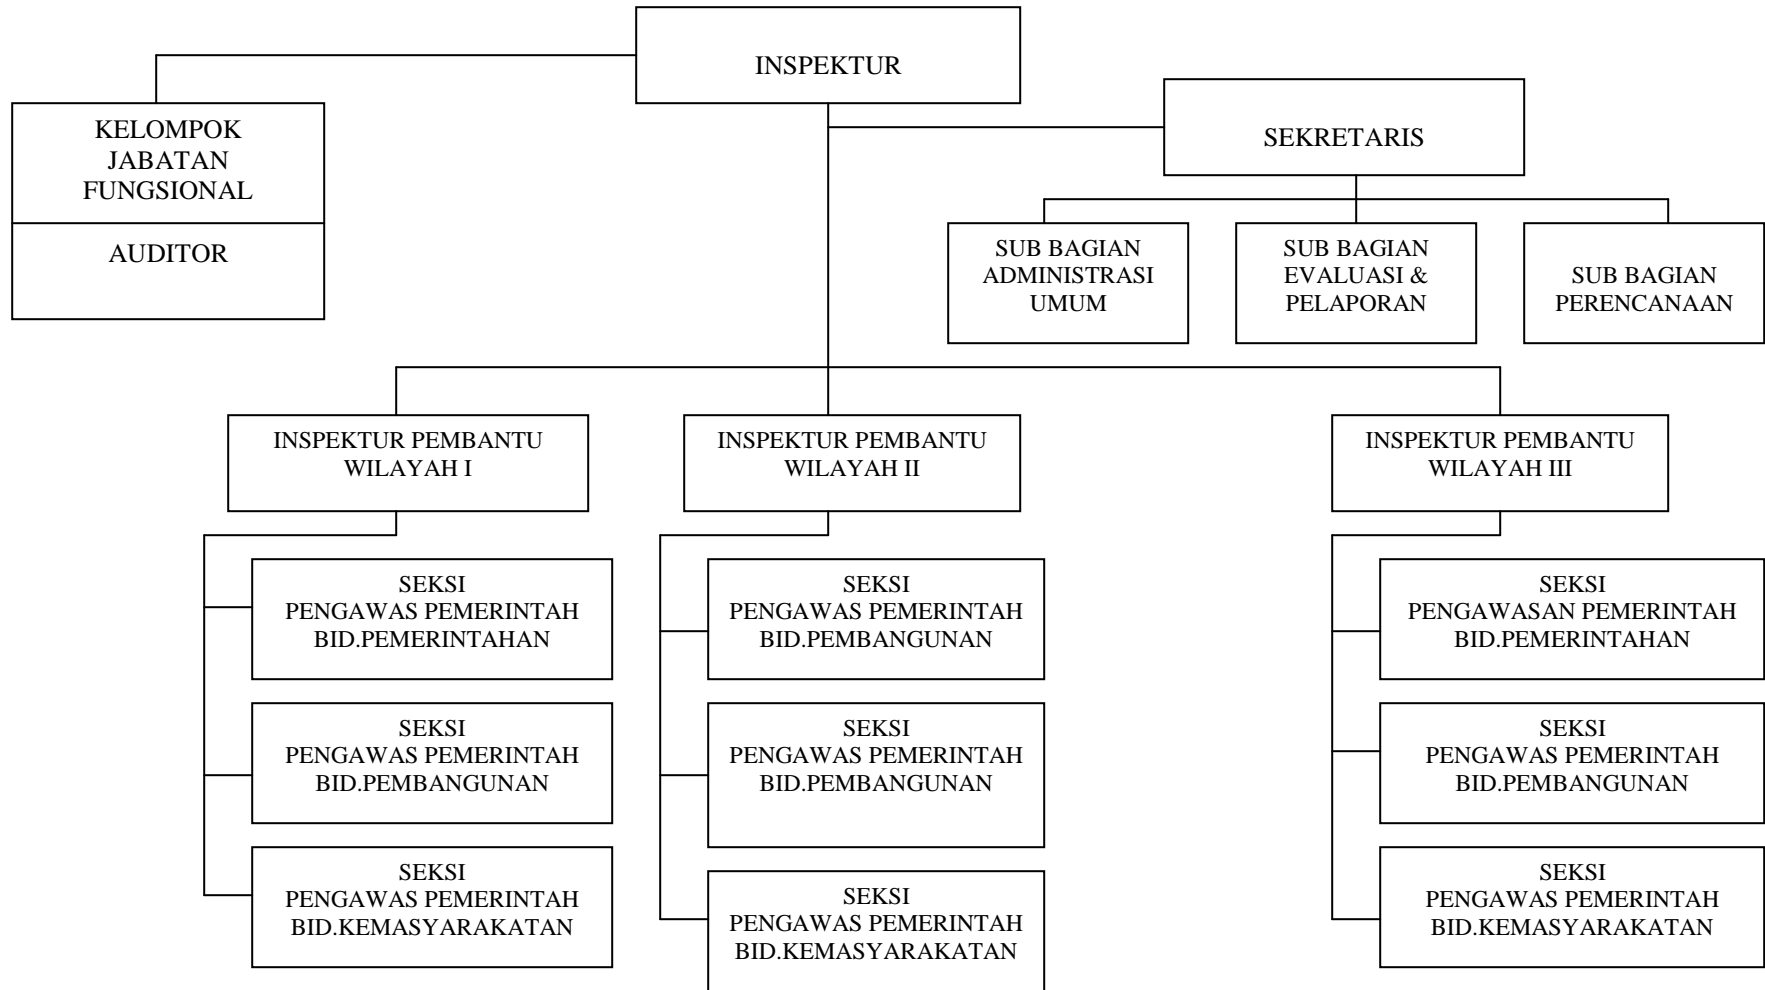 INSPEKTUR
KELOMPOK
JABATAN
FUNGSIONAL
AUDITOR
SEKRETARIS
SUB BAGIAN
ADMINISTRASI
UMUM
SUB BAGIAN
EVALUASI &
PELAPORAN
SUB BAGIAN
PERENCANAAN
INSPEKTUR PEMBANTU
WILAYAH I
INSPEKTUR PEMBANTU
WILAYAH II
INSPEKTUR PEMBANTU
WILAYAH III
SEKSI
PENGAWAS PEMERINTAH
BID.PEMERINTAHAN
SEKSI
PENGAWAS PEMERINTAH
BID.PEMBANGUNAN
SEKSI
PENGAWAS PEMERINTAH
BID.KEMASYARAKATAN
SEKSI
PENGAWAS PEMERINTAH
BID.PEMBANGUNAN
SEKSI
PENGAWAS PEMERINTAH
BID.PEMBANGUNAN
SEKSI
PENGAWAS PEMERINTAH
BID.KEMASYARAKATAN
SEKSI
PENGAWASAN PEMERINTAH
BID.PEMERINTAHAN
SEKSI
PENGAWAS PEMERINTAH
BID.PEMBANGUNAN
SEKSI
PENGAWAS PEMERINTAH
BID.KEMASYARAKATAN